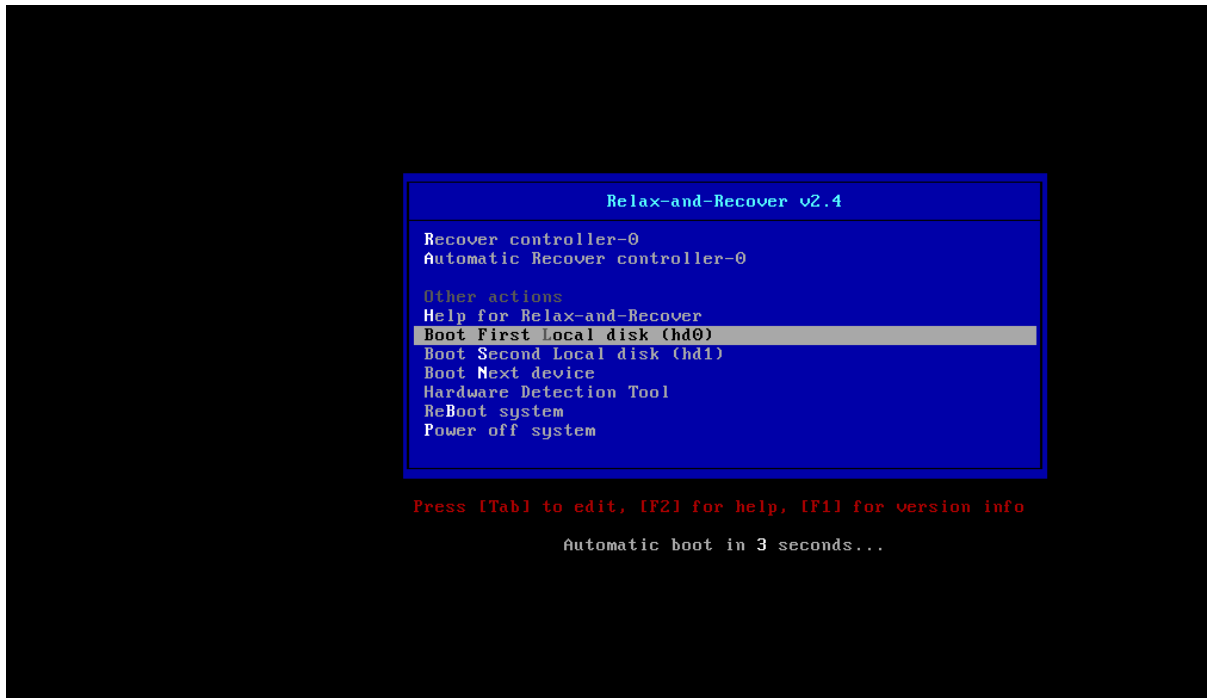 Relax-and-Recover v2.4
Recover controller-0
Automatic Recover controller-0
Other actions
Help for Relax-and-Recover
Boot First Local disk (hd0)
Boot Second Local disk (hd1)
Boot Next device
Hardware Detection Tool
ReBoot system
Power off system
Press [Tab] to edit, [F2] for help, [F1] for version info
Automatic boot in 3 seconds...